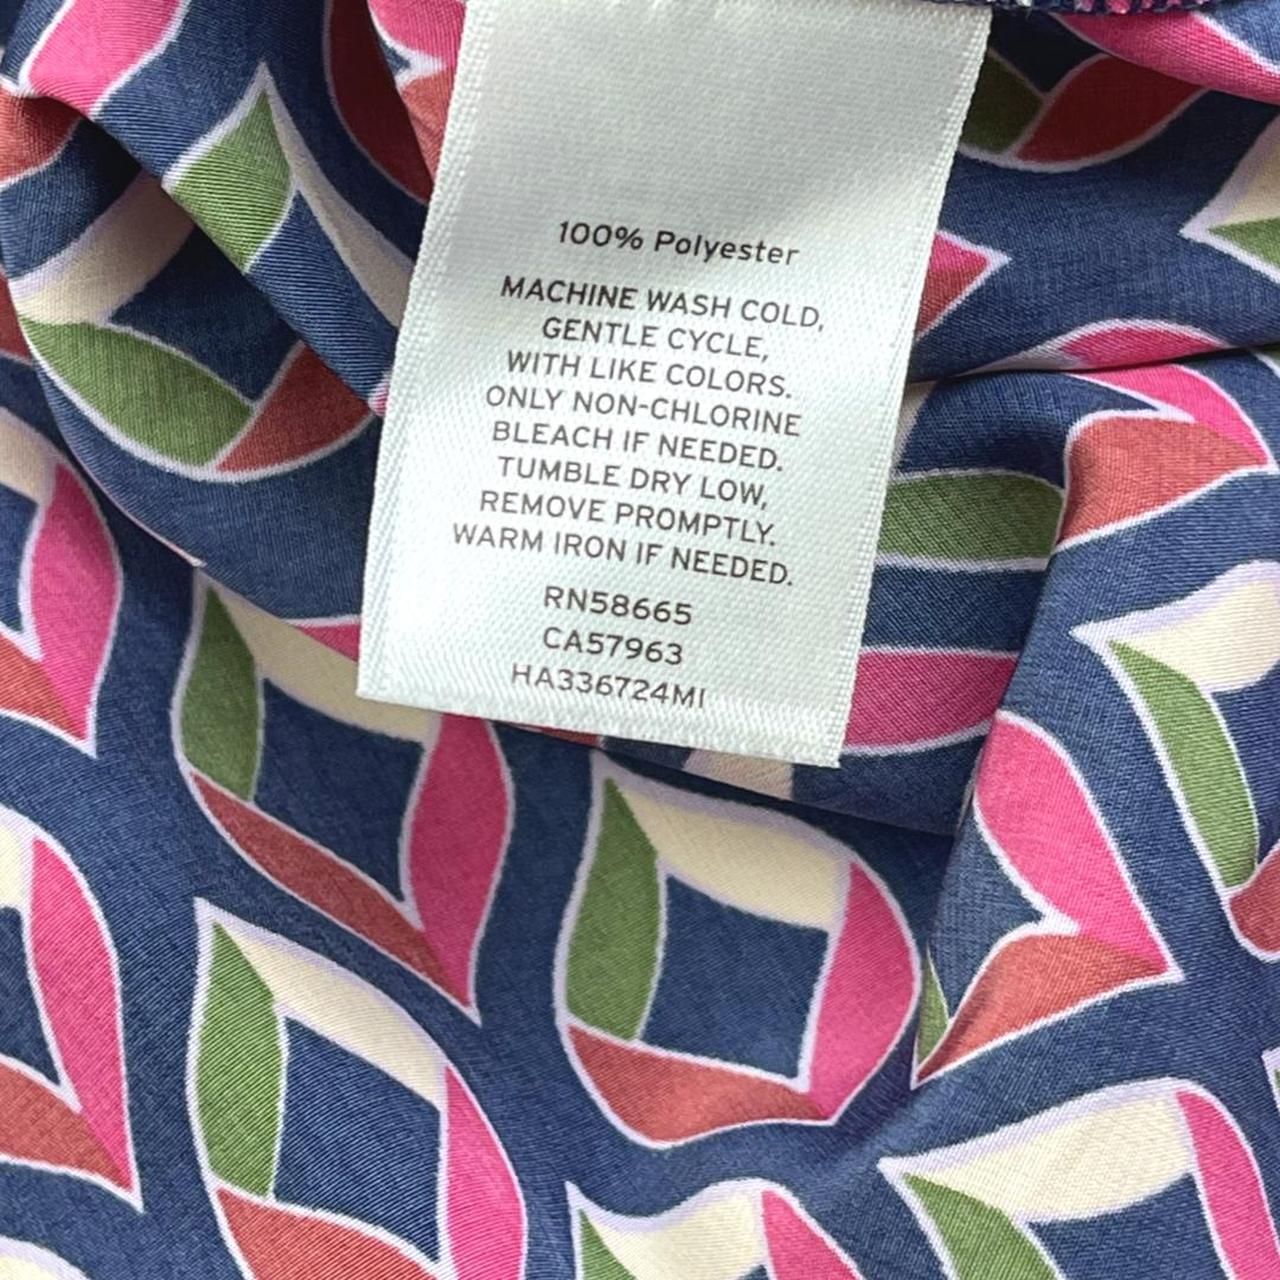 100% Polyester
MACHINE WASH COLD,
GENTLE CYCLE,
WITH LIKE COLORS.
ONLY NON-CHLORINE
BLEACH IF NEEDED.
TUMBLE DRY LOW,
REMOVE PROMPTLY.
WARM IRON IF NEEDED.
RN58665
CA57963
HA336724MI